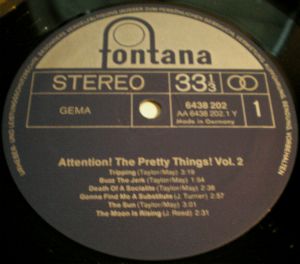 fontana
STEREO 33 1/3
GEMA
6438 202
AA 6438 202.1 Y
Made in Germany
1
Attention! The Pretty Things! Vol. 2
Tripping (Taylor/May) 3:19
Buzz The Jerk (Taylor/May) 1:54
Death Of A Socialite (Taylor/May) 2:38
Gonna Find Me A Substitute (J. Turner) 2:57
The Sun (Taylor/May) 3:01
The Moon Is Rising (J. Reed) 2:31